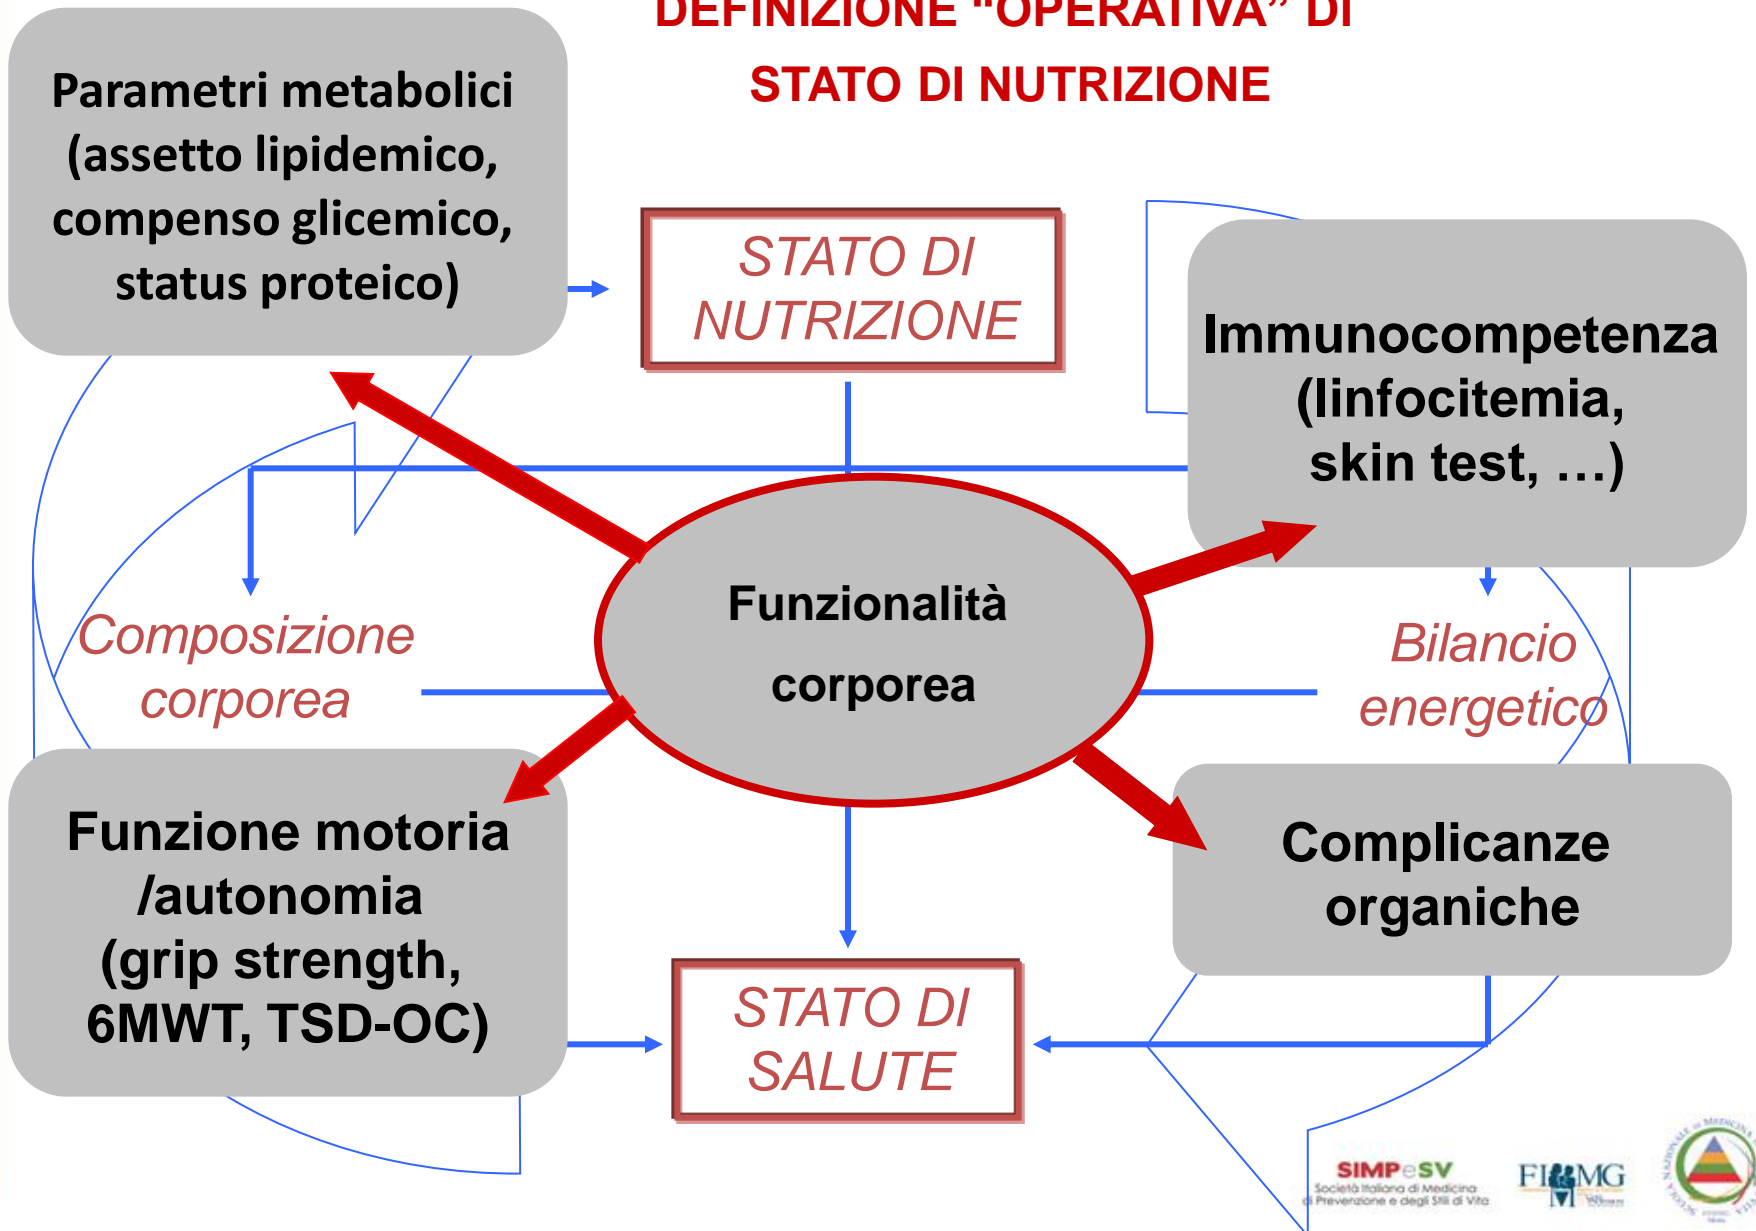 DEFINIZIONE “OPERATIVA” DI
STATO DI NUTRIZIONE
Parametri metabolici
(assetto lipidemico,
compenso glicemico,
status proteico)
STATO DI
NUTRIZIONE
Immunocompetenza
(linfocitemia,
skin test, …)
Funzionalità
corporea
Composizione
corporea
Bilancio
energetico
Funzione motoria
/autonomia
(grip strength,
6MWT, TSD-OC)
Complicanze
organiche
STATO DI
SALUTE
SIMPeSV
Società Italiana di Medicina
di Prevenzione e degli Stili di Vita
FIMMG